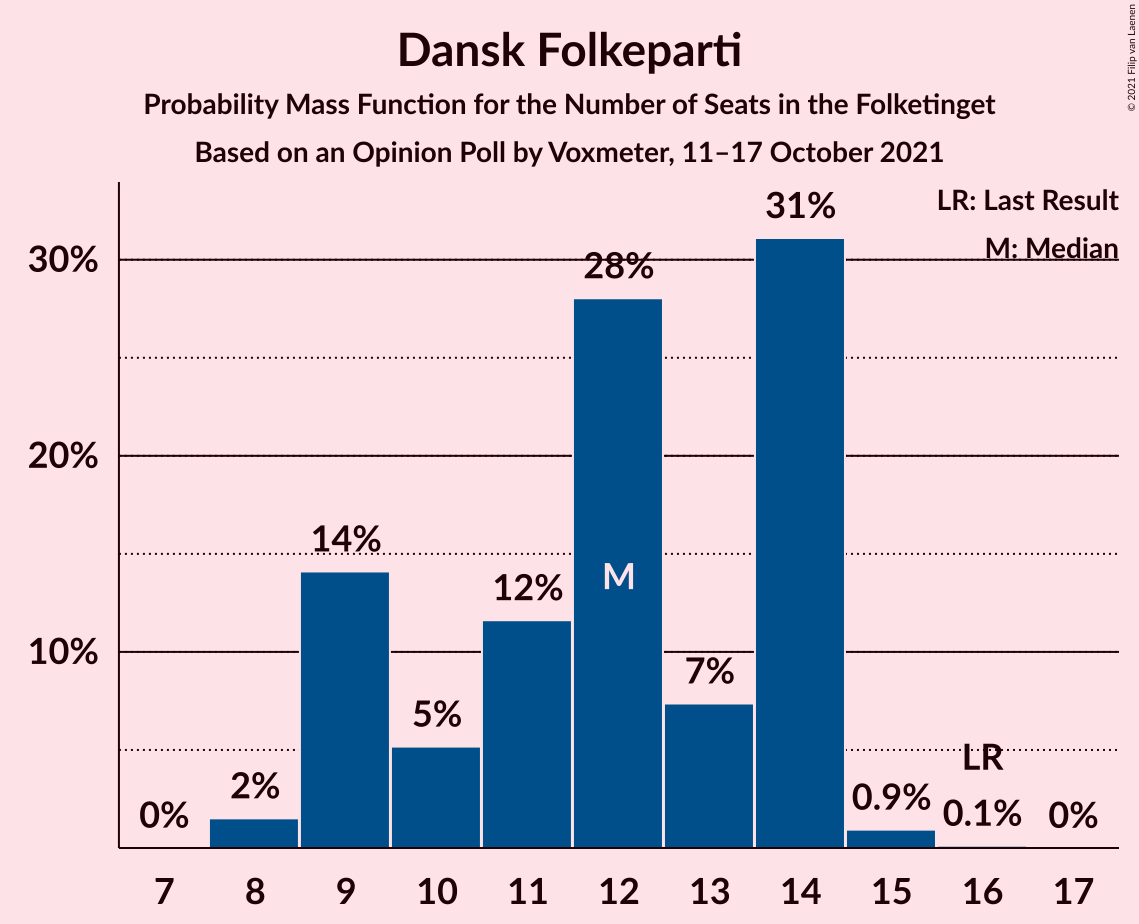 Dansk Folkeparti
Probability Mass Function for the Number of Seats in the Folketinget
Based on an Opinion Poll by Voxmeter, 11–17 October 2021
© 2021 Filip van Laenen
LR: Last Result
M: Median
30%
20%
10%
0%
2%
14%
5%
12%
28%
M
7%
31%
0.9%
LR
0.1%
0%
7 8 9 10 11 12 13 14 15 16 17